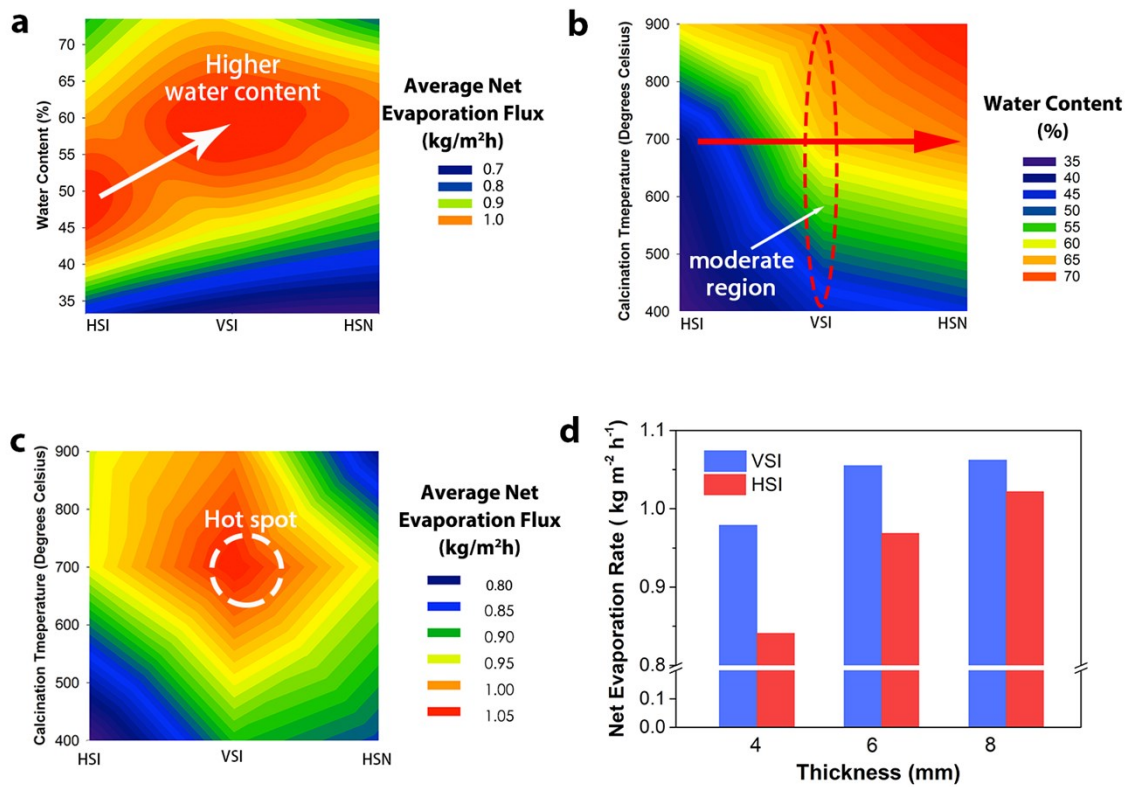 a
Water Content (%)
70
65
60
55
50
45
40
35
Higher
water content
HSI
VSI
HSN
Average Net
Evaporation Flux
(kg/m²h)
0.7
0.8
0.9
1.0
b
Calcination Tmeperature (Degrees Celsius)
900
800
700
600
500
400
moderate
region
HSI
VSI
HSN
Water Content
(%)
35
40
45
50
55
60
65
70
c
Calcination Tmeperature (Degrees Celsius)
900
800
700
600
500
400
Hot spot
HSI
VSI
HSN
Average Net
Evaporation Flux
(kg/m²h)
0.80
0.85
0.90
0.95
1.00
1.05
d
Net Evaporation Rate ( kg m⁻² h⁻¹)
1.1
1.0
0.9
0.8
0.1
0.0
VSI
HSI
4
6
8
Thickness (mm)